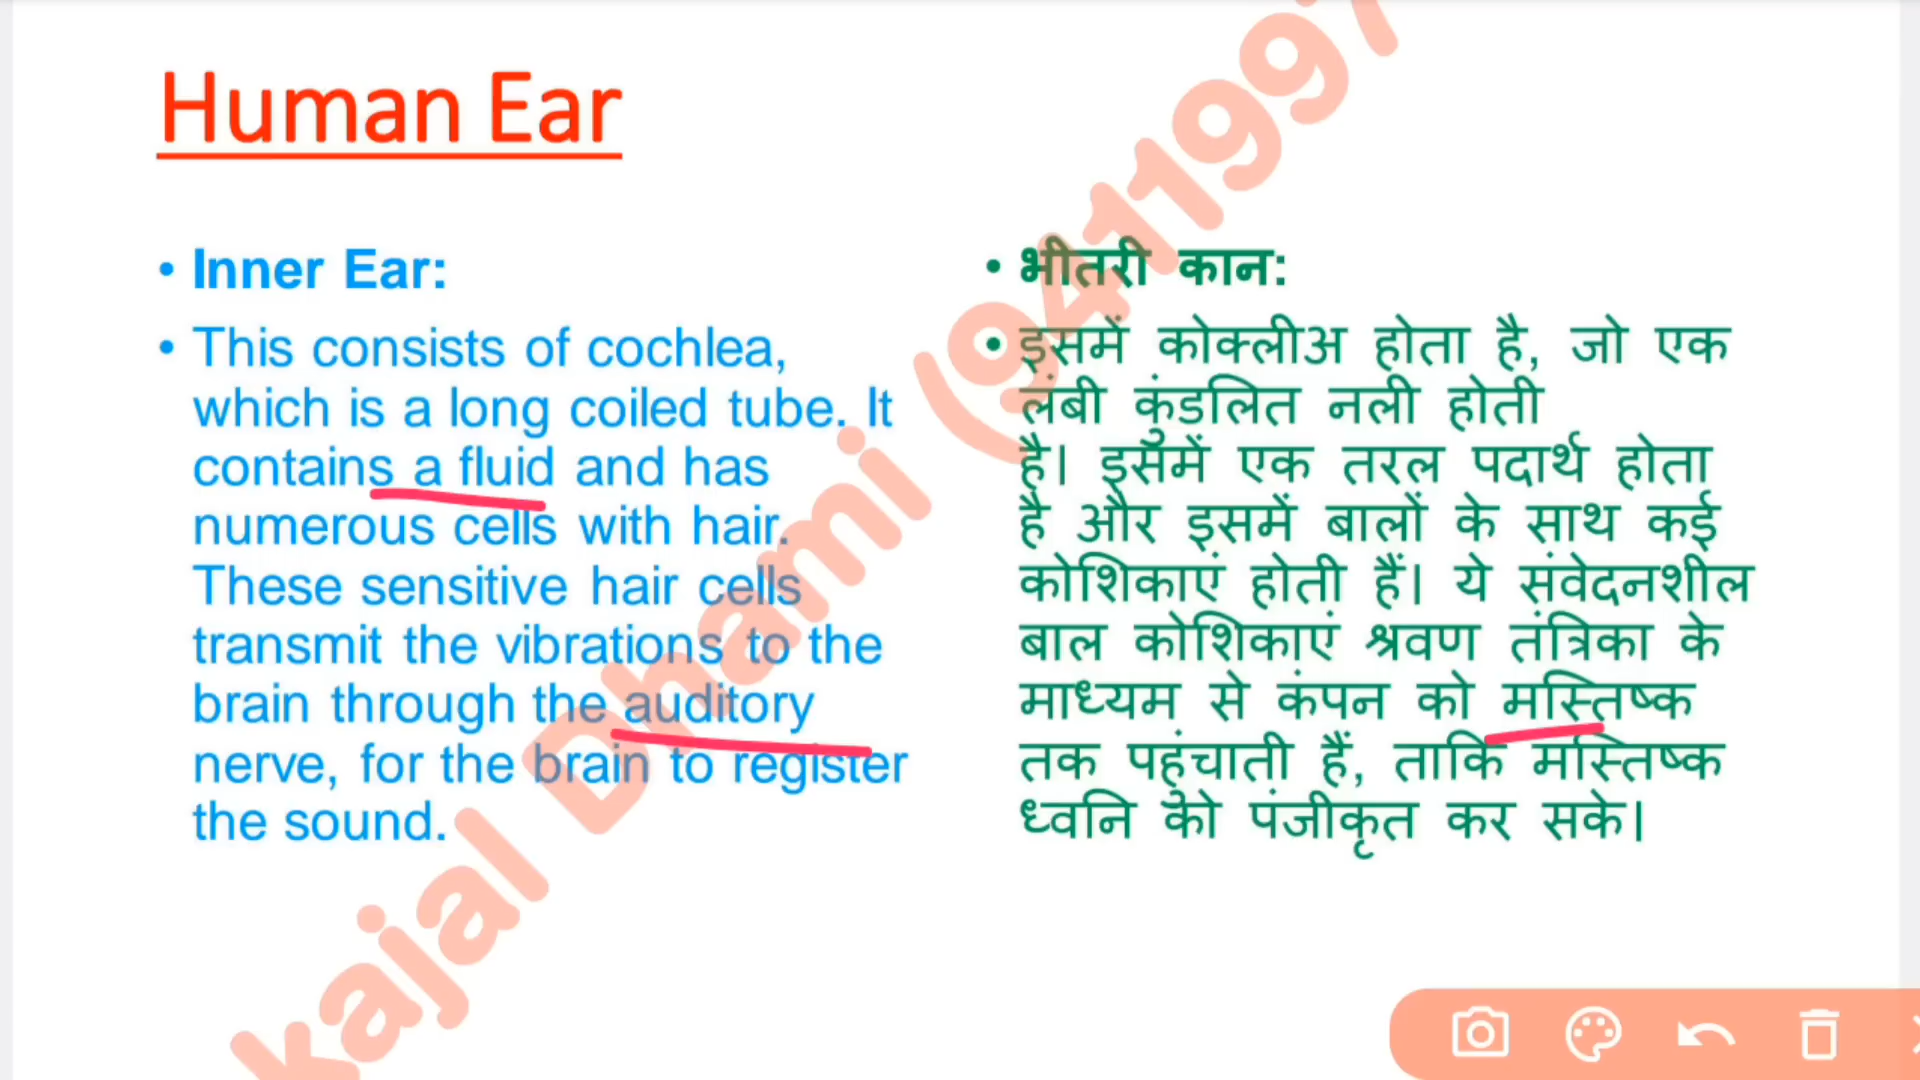 Human Ear
• Inner Ear:
• This consists of cochlea,
which is a long coiled tube. It
contains a fluid and has
numerous cells with hair.
These sensitive hair cells
transmit the vibrations to the
brain through the auditory
nerve, for the brain to register
the sound.
• भीतरी कान:
• इसमें कोक्लीअ होता है, जो एक
लंबी कुंडलित नली होती
है। इसमें एक तरल पदार्थ होता
है और इसमें बालों के साथ कई
कोशिकाएं होती हैं। ये संवेदनशील
बाल कोशिकाएं श्रवण तंत्रिका के
माध्यम से कंपन को मस्तिष्क
तक पहुंचाती हैं, ताकि मस्तिष्क
ध्वनि को पंजीकृत कर सके।
kajal Dhami (941199